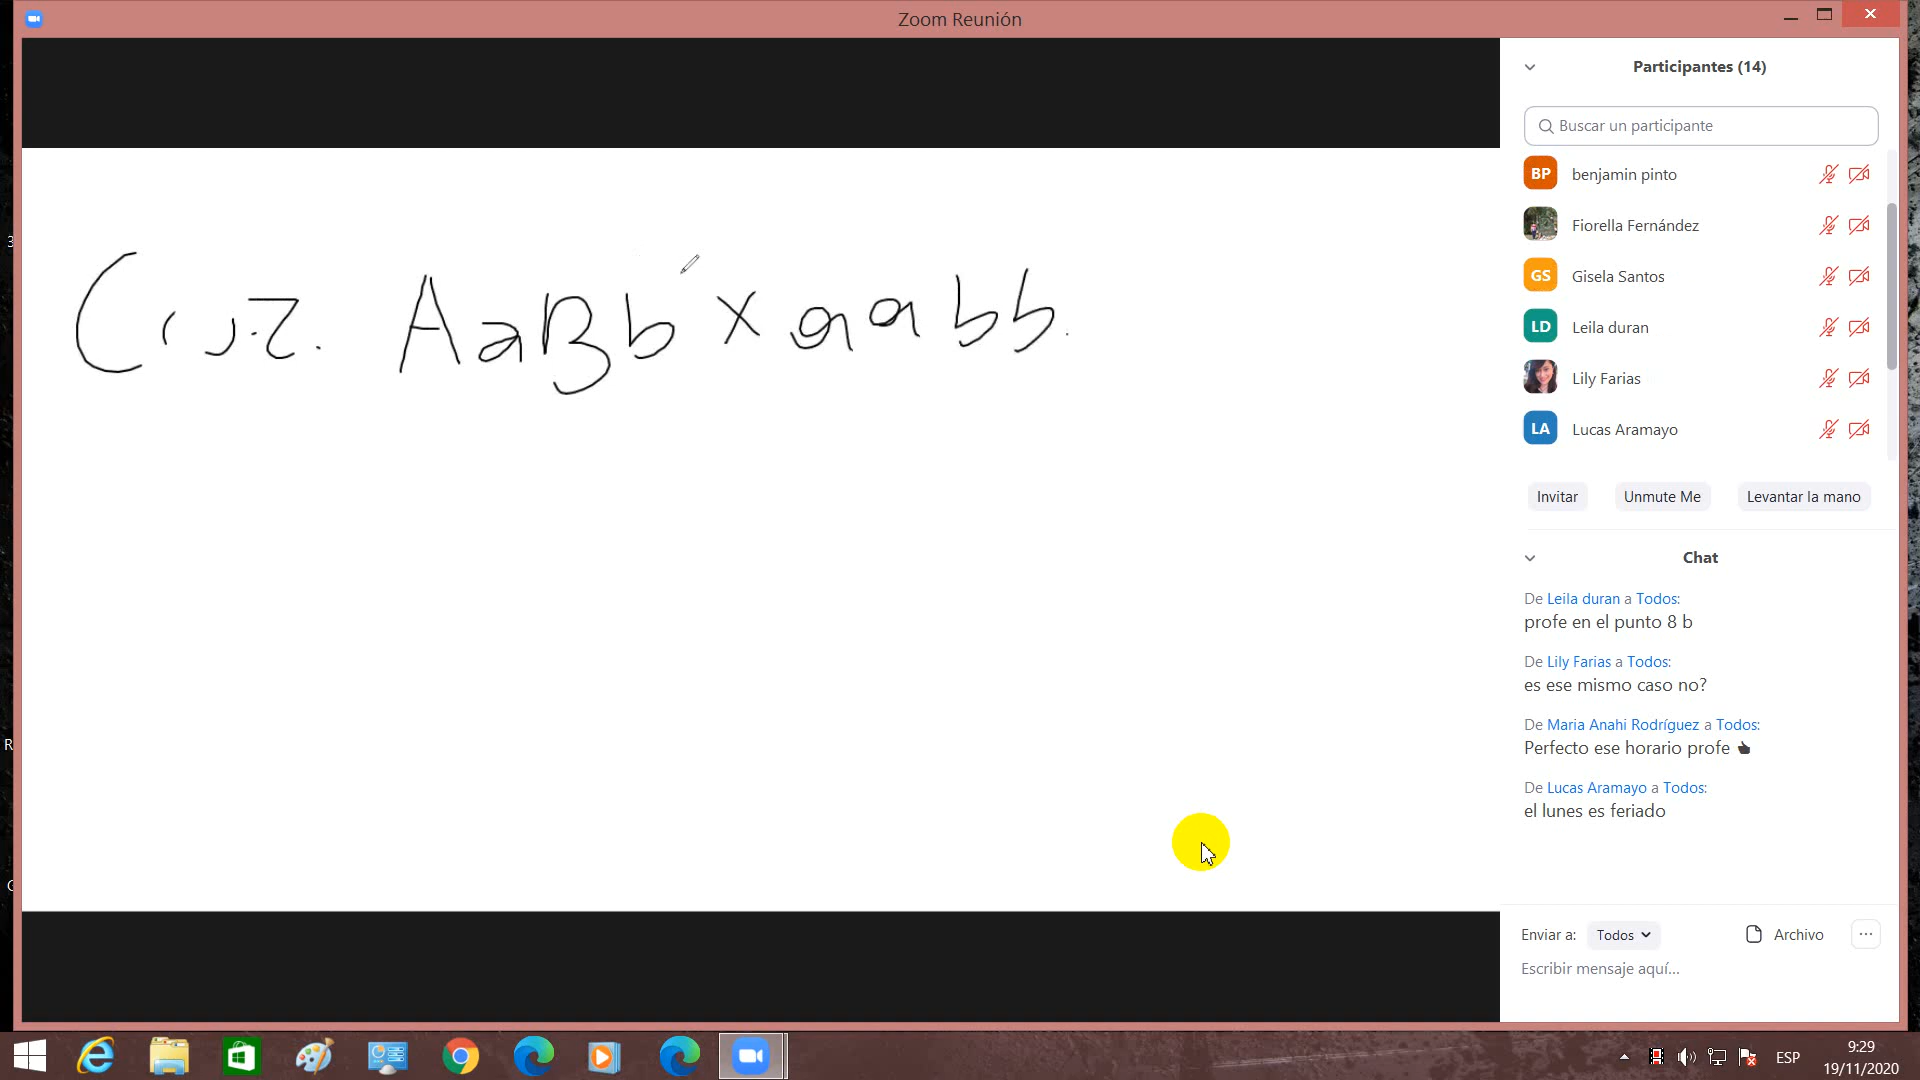 Zoom Reunión
Cruz. AaBb x aabb.
Participantes (14)
Buscar un participante
BP benjamin pinto
Fiorella Fernández
GS Gisela Santos
LD Leila duran
Lily Farias
LA Lucas Aramayo
Invitar Unmute Me Levantar la mano
Chat
De Leila duran a Todos:
profe en el punto 8 b
De Lily Farias a Todos:
es ese mismo caso no?
De Maria Anahi Rodríguez a Todos:
Perfecto ese horario profe
De Lucas Aramayo a Todos:
el lunes es feriado
Enviar a: Todos Archivo ...
Escribir mensaje aquí...
ESP
9:29
19/11/2020